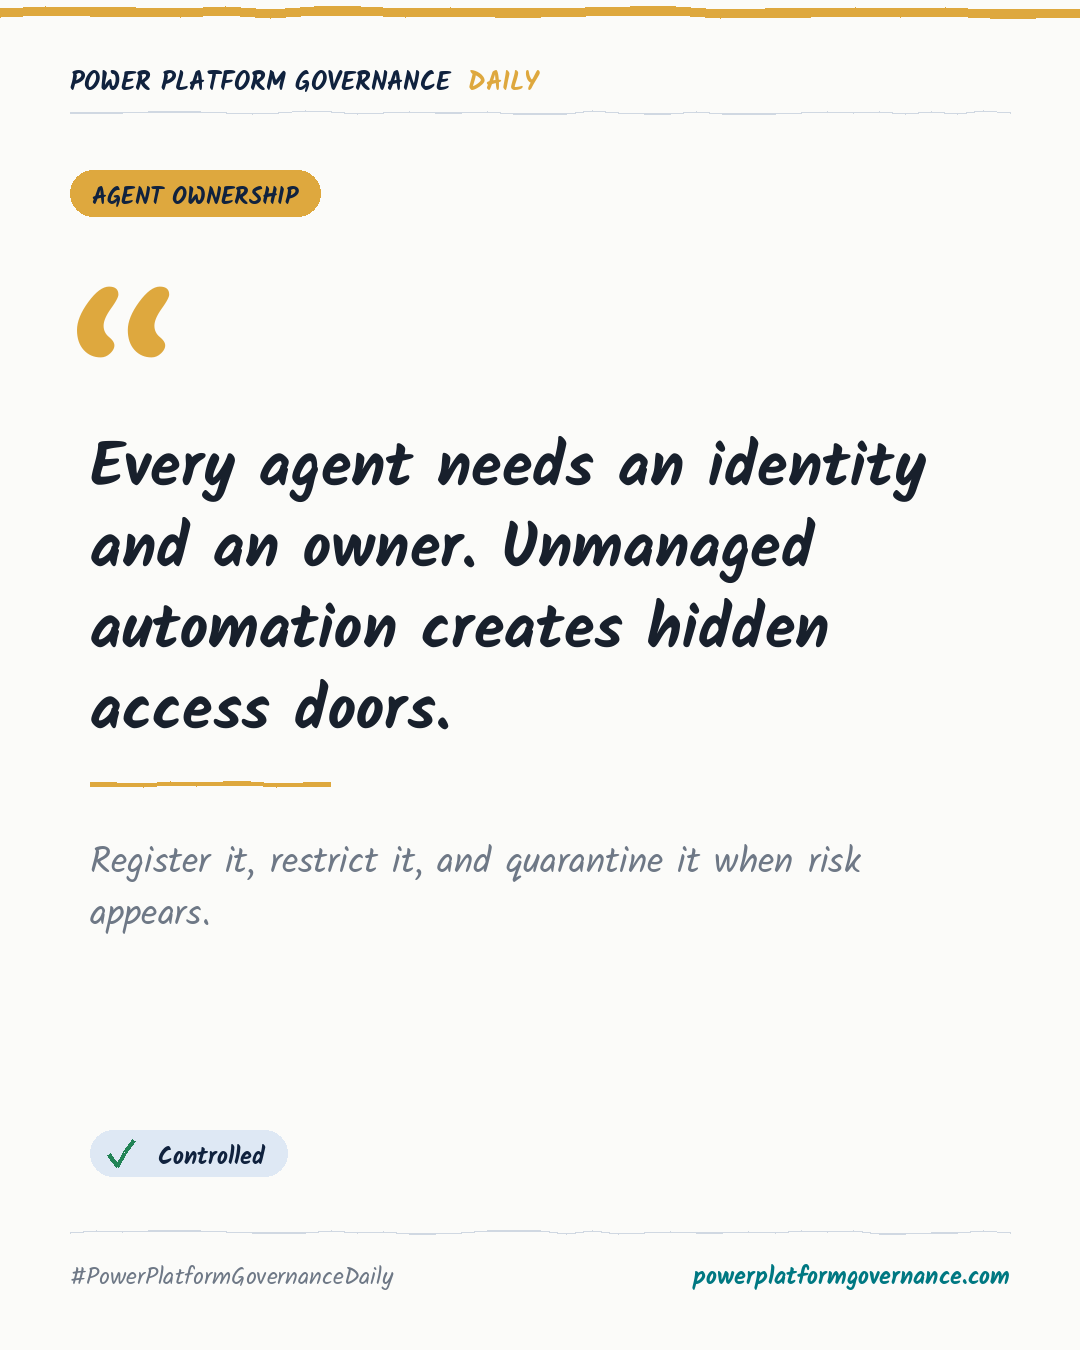 POWER PLATFORM GOVERNANCE DAILY
AGENT OWNERSHIP
“
Every agent needs an identity
and an owner. Unmanaged
automation creates hidden
access doors.
Register it, restrict it, and quarantine it when risk
appears.
✓ Controlled
#PowerPlatformGovernanceDaily
powerplatformgovernance.com